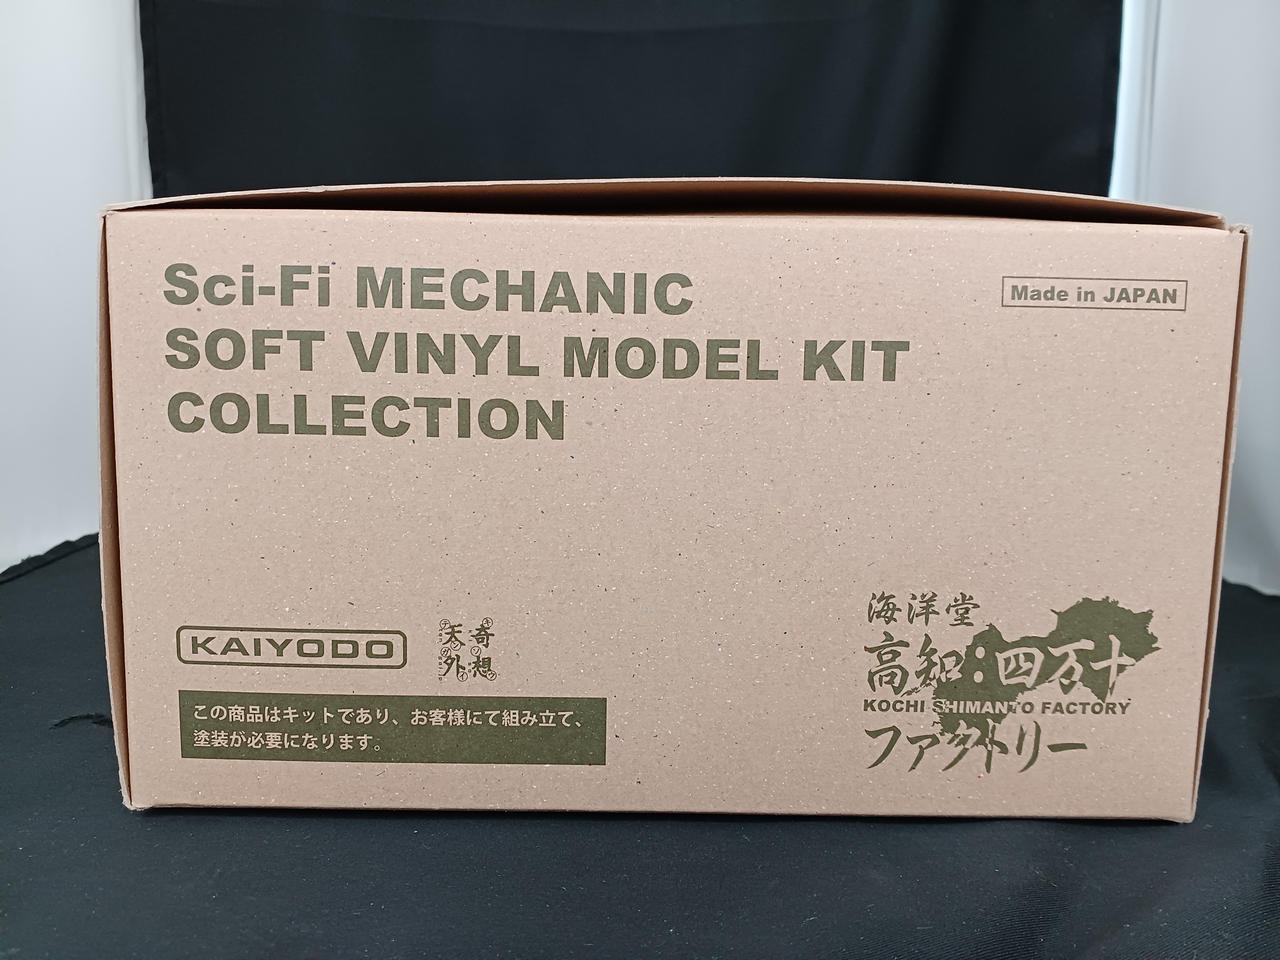 Sci-Fi MECHANIC
SOFT VINYL MODEL KIT
COLLECTION
Made in JAPAN
KAIYODO
奇想
天外
この商品はキットであり、お客様にて組み立て、
塗装が必要になります。
海洋堂
高知:四万十
KOCHI SHIMANTO FACTORY
ファクトリー